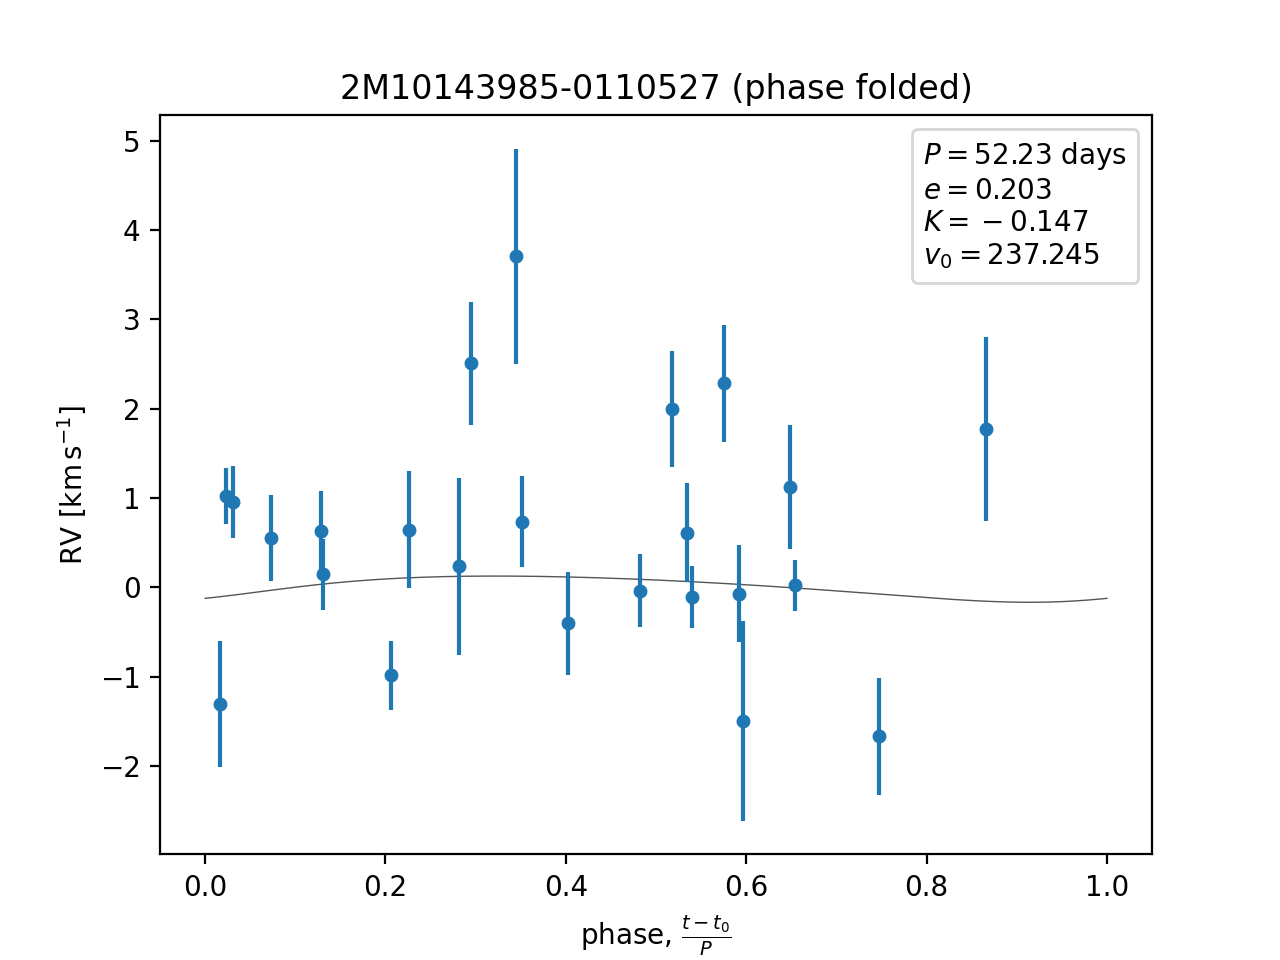 2M10143985-0110527 (phase folded)
P = 52.23 days
e = 0.203
K = −0.147
v₀ = 237.245
RV [km s⁻¹]
5
4
3
2
1
0
−1
−2
0.0 0.2 0.4 0.6 0.8 1.0
phase, (t − t₀)/P